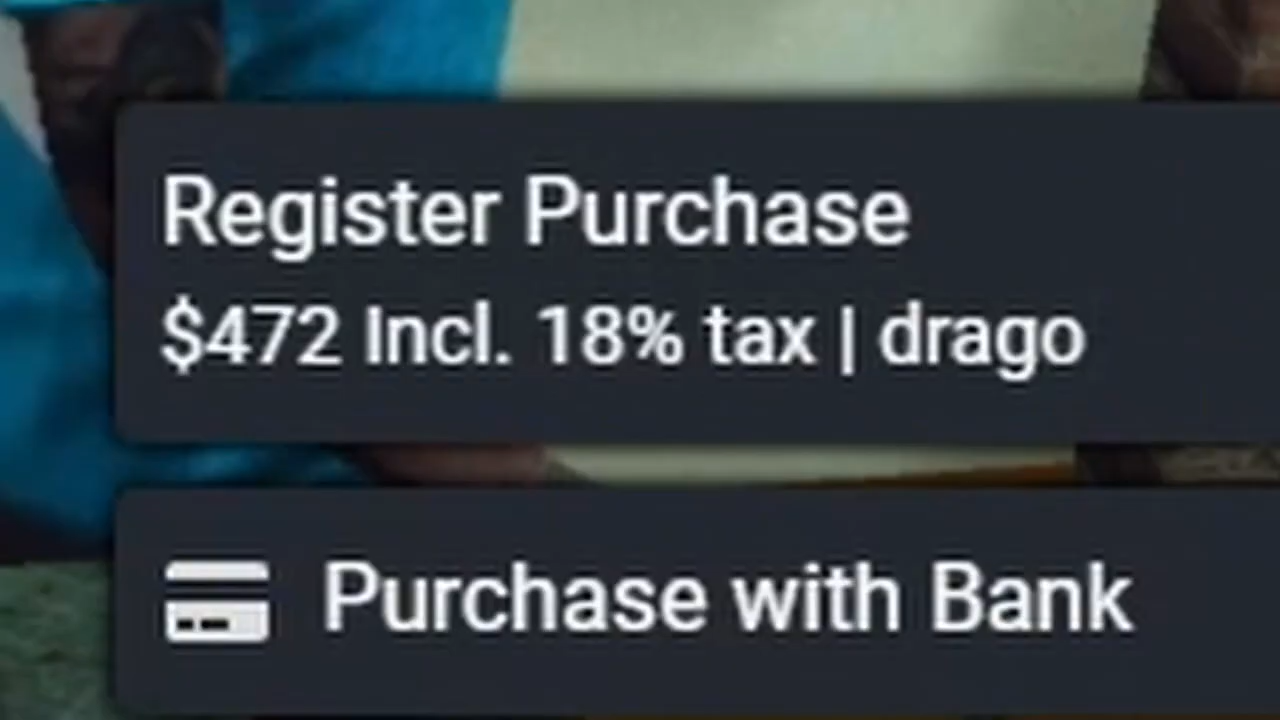 Register Purchase
$472 Incl. 18% tax | drago
Purchase with Bank